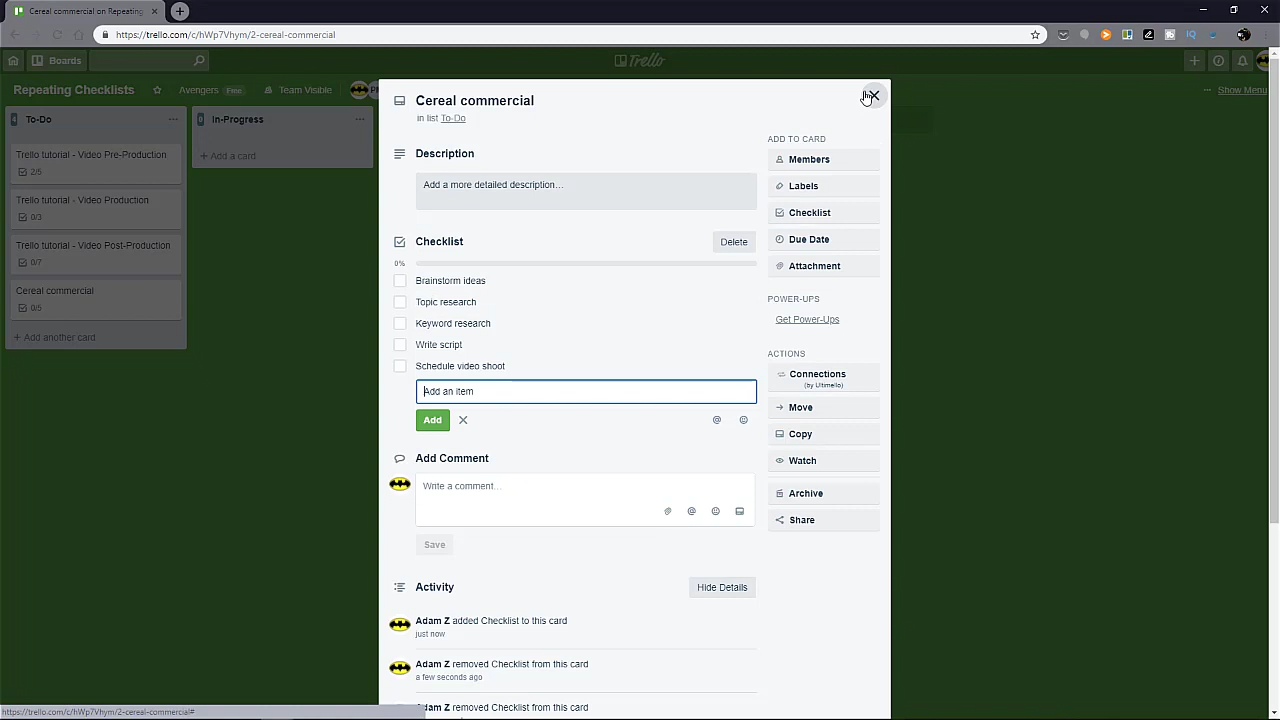 Cereal commercial on Repeating
https://trello.com/c/hWp7Vhym/2-cereal-commercial
Boards
Trello
Repeating Checklists
Avengers Free
Team Visible
Show Menu
To-Do
Trello tutorial - Video Pre-Production
2/5
Trello tutorial - Video Production
0/3
Trello tutorial - Video Post-Production
0/7
Cereal commercial
0/5
Add another card
In-Progress
Add a card
Cereal commercial
in list To-Do
Description
Add a more detailed description…
Checklist
Delete
0%
Brainstorm ideas
Topic research
Keyword research
Write script
Schedule video shoot
Add an item
Add
Add Comment
Write a comment…
Save
Activity
Hide Details
Adam Z added Checklist to this card
just now
Adam Z removed Checklist from this card
a few seconds ago
Adam Z removed Checklist from this card
ADD TO CARD
Members
Labels
Checklist
Due Date
Attachment
POWER-UPS
Get Power-Ups
ACTIONS
Connections
(by Ultimello)
Move
Copy
Watch
Archive
Share
https://trello.com/c/hWp7Vhym/2-cereal-commercial#